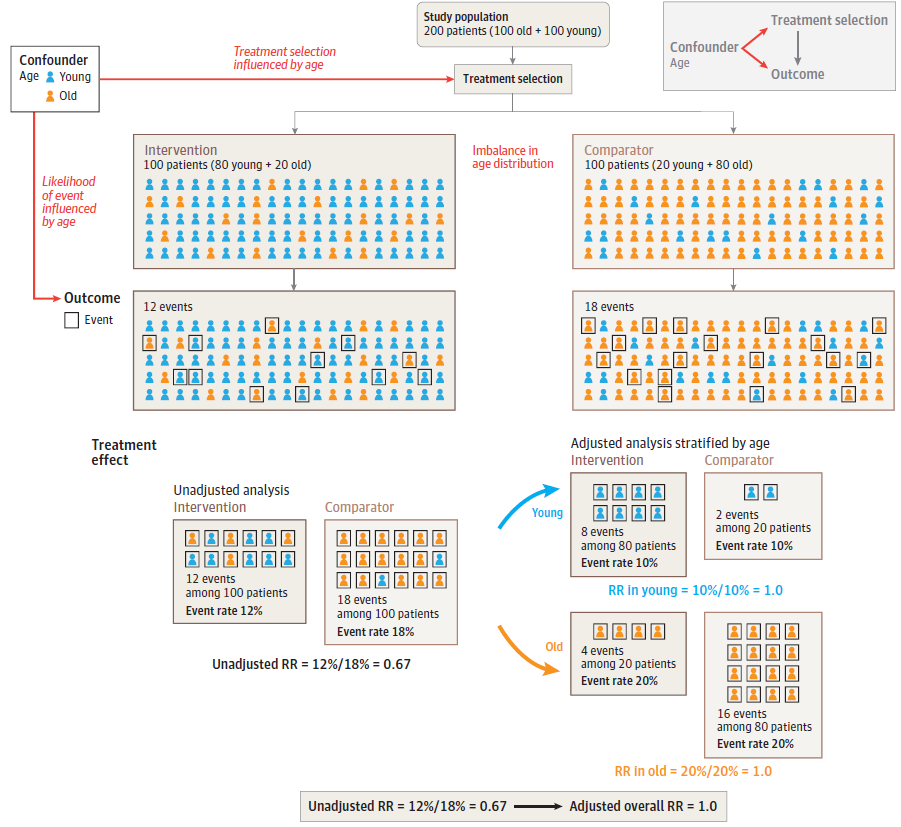 Study population
200 patients (100 old + 100 young)
Treatment selection
Confounder
Age
Outcome
Confounder
Age
Young
Old
Treatment selection
influenced by age
Treatment selection
Likelihood
of event
influenced
by age
Intervention
100 patients (80 young + 20 old)
Imbalance in
age distribution
Comparator
100 patients (20 young + 80 old)
Outcome
Event
12 events
18 events
Treatment
effect
Unadjusted analysis
Intervention
Comparator
12 events
among 100 patients
Event rate 12%
18 events
among 100 patients
Event rate 18%
Unadjusted RR = 12%/18% = 0.67
Adjusted analysis stratified by age
Intervention
Comparator
Young
8 events
among 80 patients
Event rate 10%
2 events
among 20 patients
Event rate 10%
RR in young = 10%/10% = 1.0
Old
4 events
among 20 patients
Event rate 20%
16 events
among 80 patients
Event rate 20%
RR in old = 20%/20% = 1.0
Unadjusted RR = 12%/18% = 0.67
Adjusted overall RR = 1.0